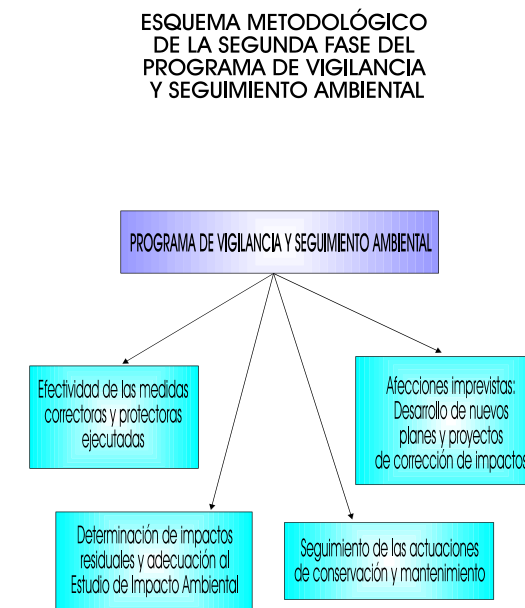 ESQUEMA METODOLÓGICO
DE LA SEGUNDA FASE DEL
PROGRAMA DE VIGILANCIA
Y SEGUIMIENTO AMBIENTAL
PROGRAMA DE VIGILANCIA Y SEGUIMIENTO AMBIENTAL
Efectividad de las medidas
correctoras y protectoras
ejecutadas
Afecciones imprevistas:
Desarrollo de nuevos
planes y proyectos
de corrección de impactos
Determinación de impactos
residuales y adecuación al
Estudio de Impacto Ambiental
Seguimiento de las actuaciones
de conservación y mantenimiento